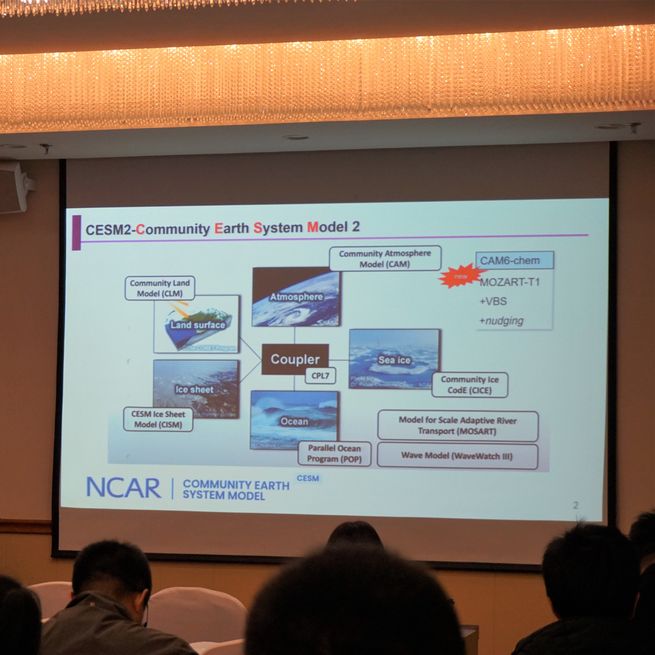 CESM2-Community Earth System Model 2
Community Atmosphere
Model (CAM)
CAM6-chem
new
MOZART-T1
+VBS
+nudging
Community Land
Model (CLM)
Atmosphere
Land surface
Coupler
CPL7
Sea ice
Ice sheet
Community Ice
CodE (CICE)
CESM Ice Sheet
Model (CISM)
Ocean
Model for Scale Adaptive River
Transport (MOSART)
Parallel Ocean
Program (POP)
Wave Model (WaveWatch III)
NCAR
COMMUNITY EARTH
SYSTEM MODEL
CESM
2